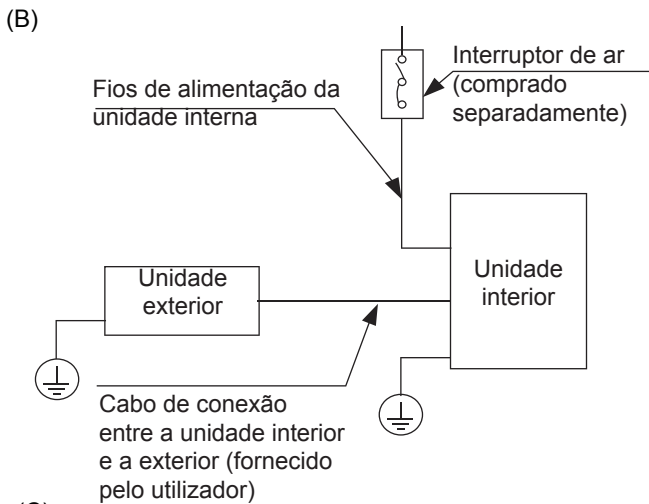 (B)
Interruptor de ar
(comprado
separadamente)
Fios de alimentação da
unidade interna
Unidade
exterior
Unidade
interior
Cabo de conexão
entre a unidade interior
e a exterior (fornecido
pelo utilizador)